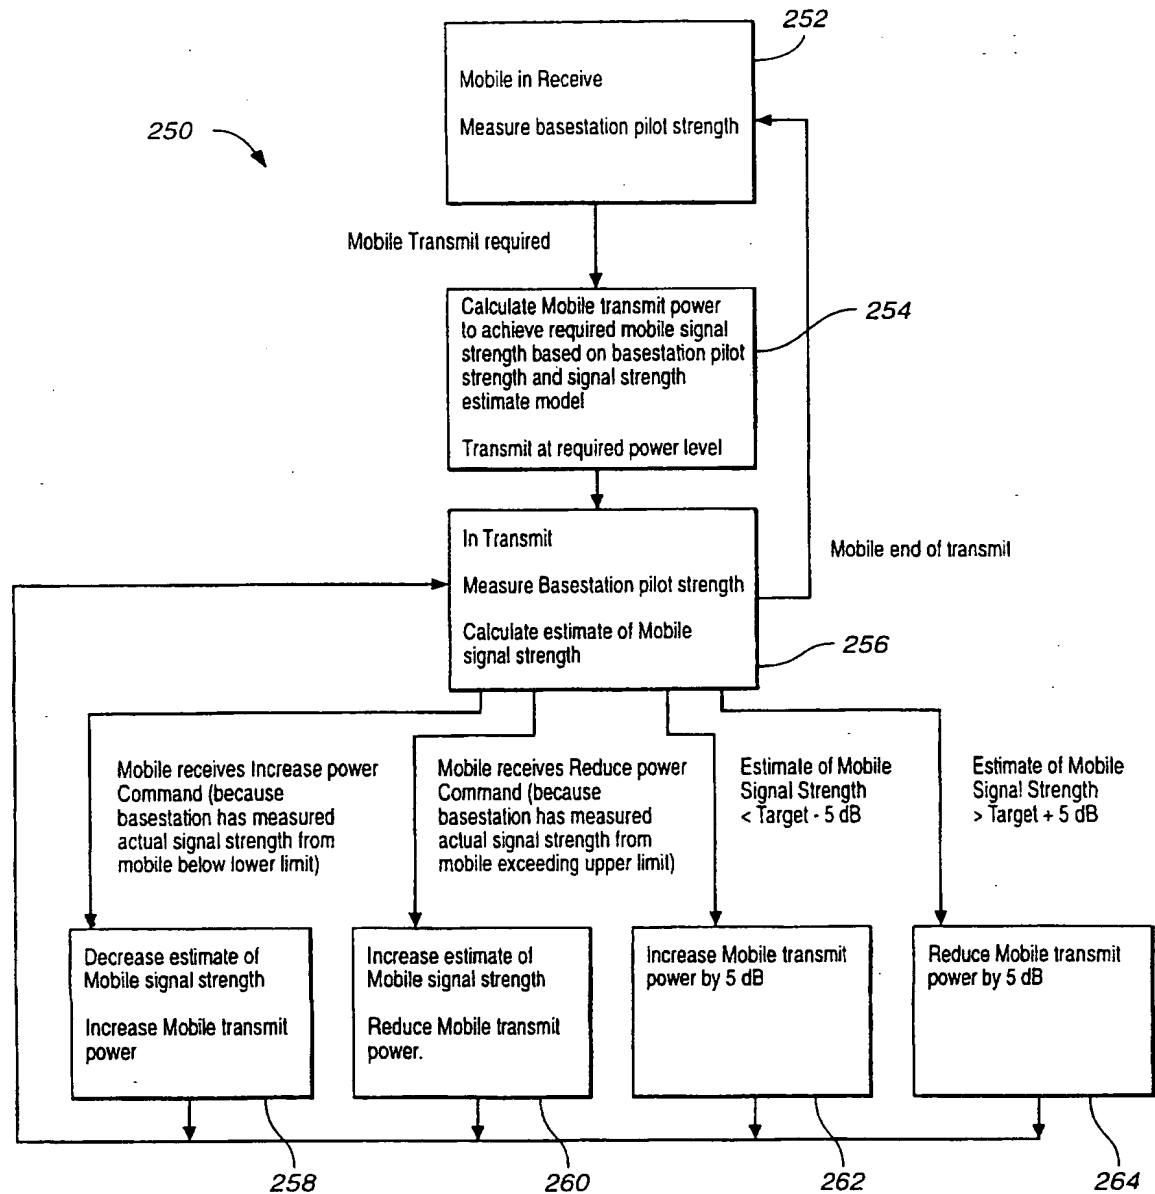 252
Mobile in Receive
Measure basestation pilot strength
250
Mobile Transmit required
Calculate Mobile transmit power
to achieve required mobile signal
strength based on basestation pilot
strength and signal strength
estimate model
Transmit at required power level
254
In Transmit
Measure Basestation pilot strength
Calculate estimate of Mobile
signal strength
Mobile end of transmit
256
Mobile receives Increase power
Command (because
basestation has measured
actual signal strength from
mobile below lower limit)
Mobile receives Reduce power
Command (because
basestation has measured
actual signal strength from
mobile exceeding upper limit)
Estimate of Mobile
Signal Strength
< Target - 5 dB
Estimate of Mobile
Signal Strength
> Target + 5 dB
Decrease estimate of
Mobile signal strength
Increase Mobile transmit
power
Increase estimate of
Mobile signal strength
Reduce Mobile transmit
power.
Increase Mobile transmit
power by 5 dB
Reduce Mobile transmit
power by 5 dB
258
260
262
264